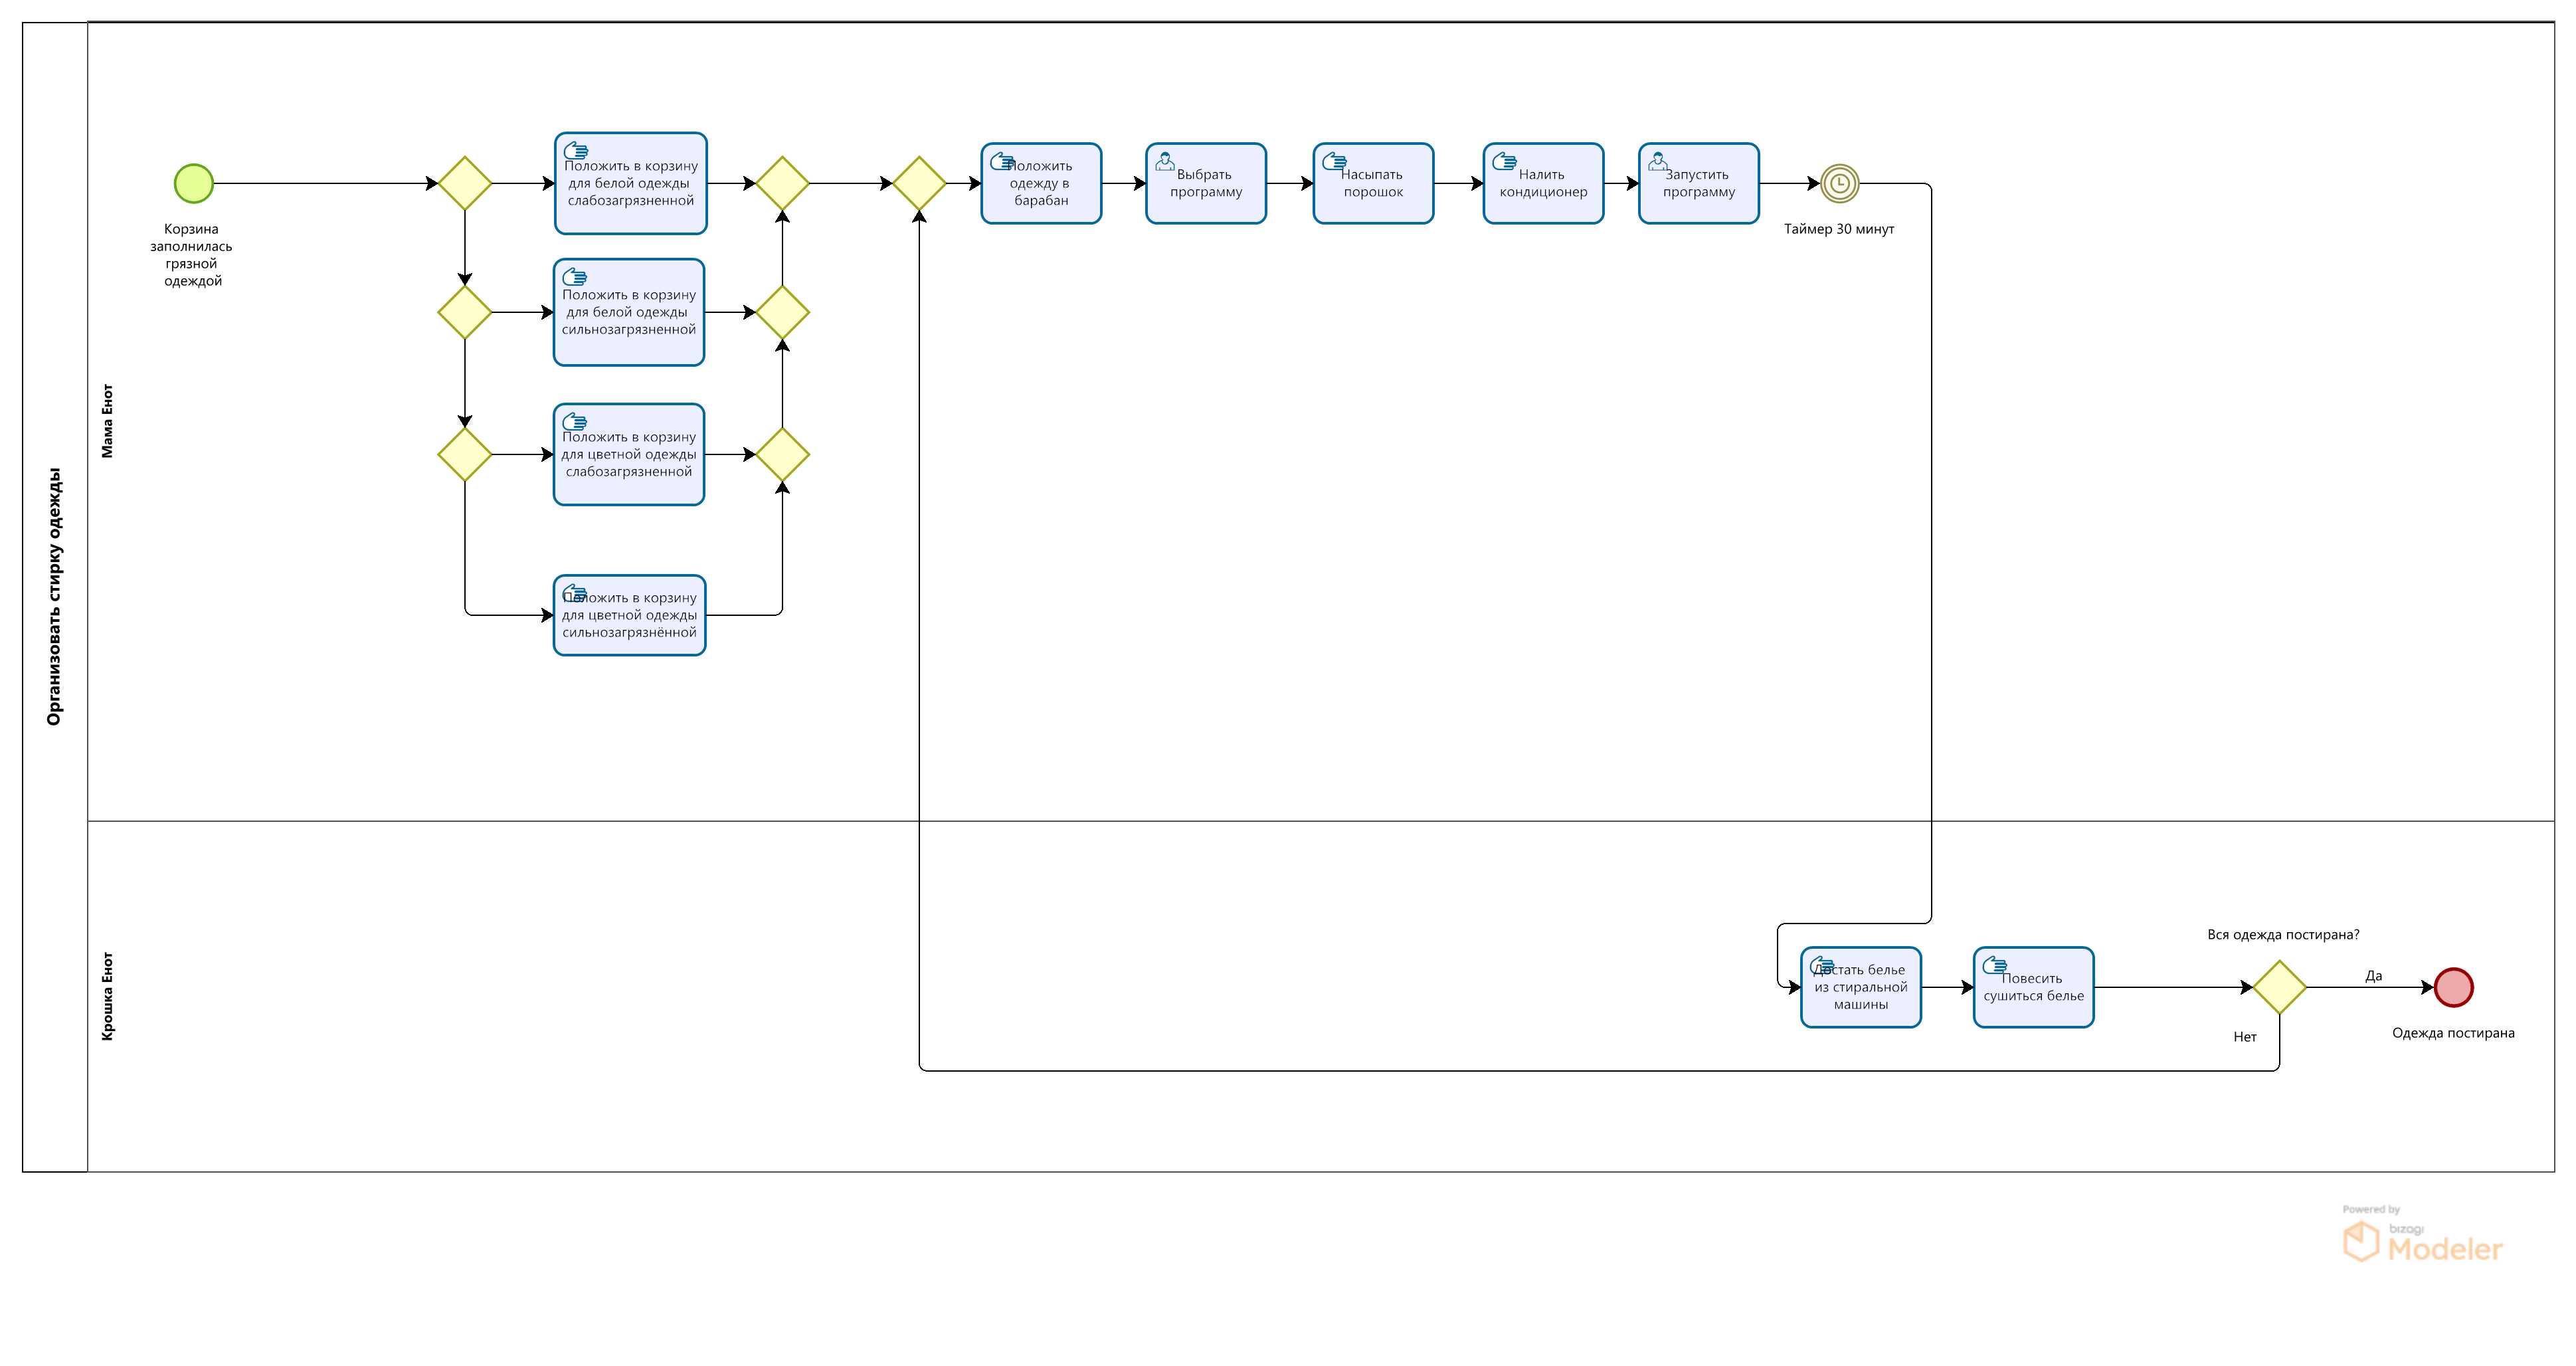 Организовать стирку одежды
Мама Енот
Корзина
заполнилась
грязной
одеждой
Положить в корзину
для белой одежды
слабозагрязненной
Положить в корзину
для белой одежды
сильнозагрязненной
Положить в корзину
для цветной одежды
слабозагрязненной
Положить в корзину
для цветной одежды
сильнозагрязнённой
Положить
одежду в
барабан
Выбрать
программу
Насыпать
порошок
Налить
кондиционер
Запустить
программу
Таймер 30 минут
Крошка Енот
Достать белье
из стиральной
машины
Повесить
сушиться белье
Вся одежда постирана?
Да
Нет
Одежда постирана
Powered by
bizagi
Modeler